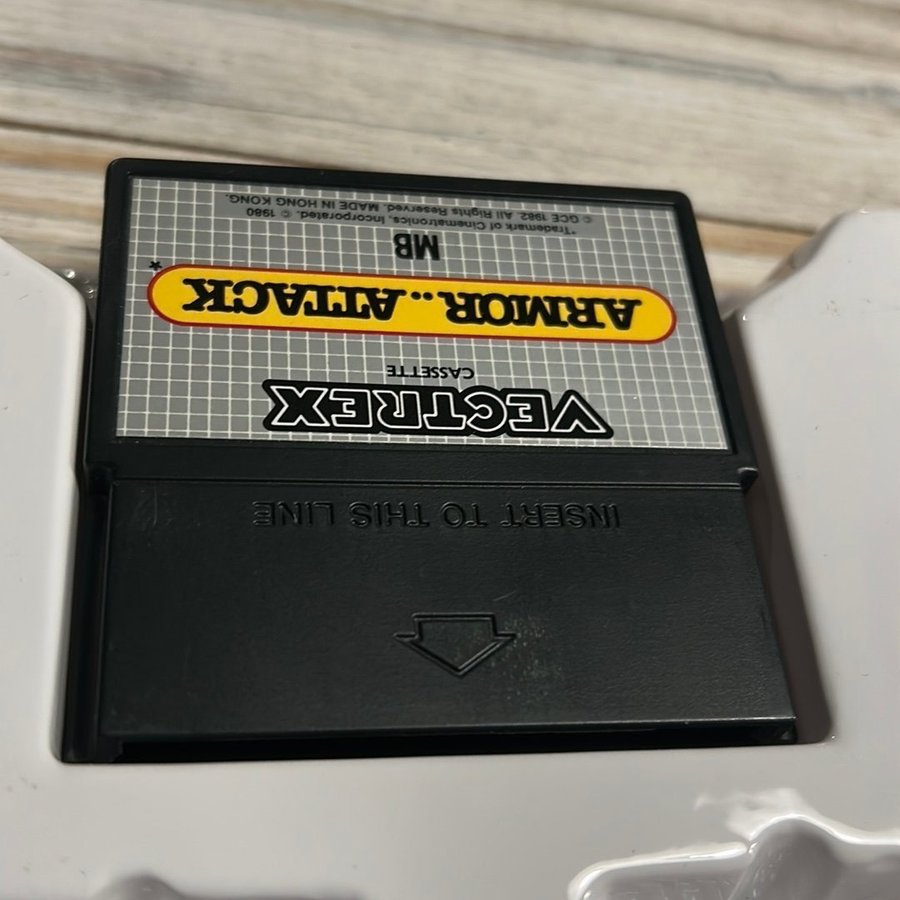 INSERT TO THIS LINE
VECTREX
CASSETTE
ARMOR..ATTACK*
MB
*Trademark of Cinematronics, Incorporated. © 1980
© GCE 1982. All Rights Reserved. MADE IN HONG KONG.